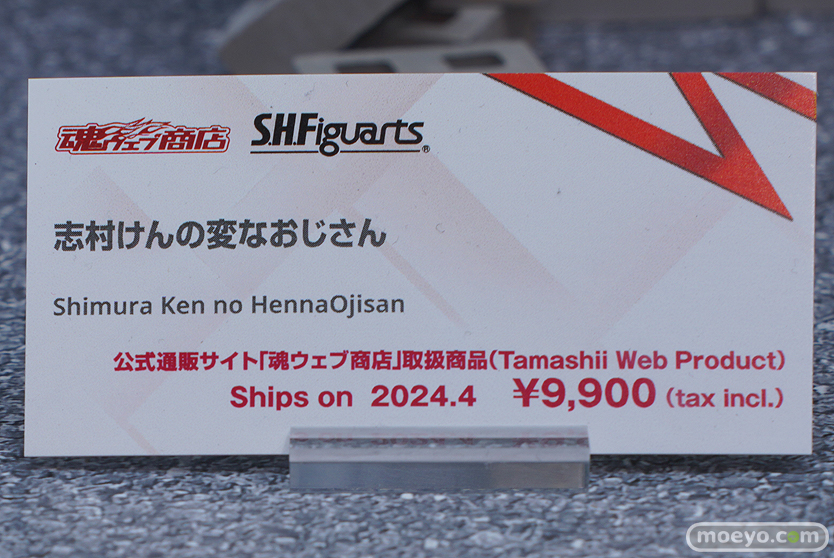 魂ウェブ商店 S.H.Figuarts®
志村けんの変なおじさん
Shimura Ken no HennaOjisan
公式通販サイト「魂ウェブ商店」取扱商品(Tamashii Web Product)
Ships on 2024.4 ¥9,900 (tax incl.)
moeyo.com